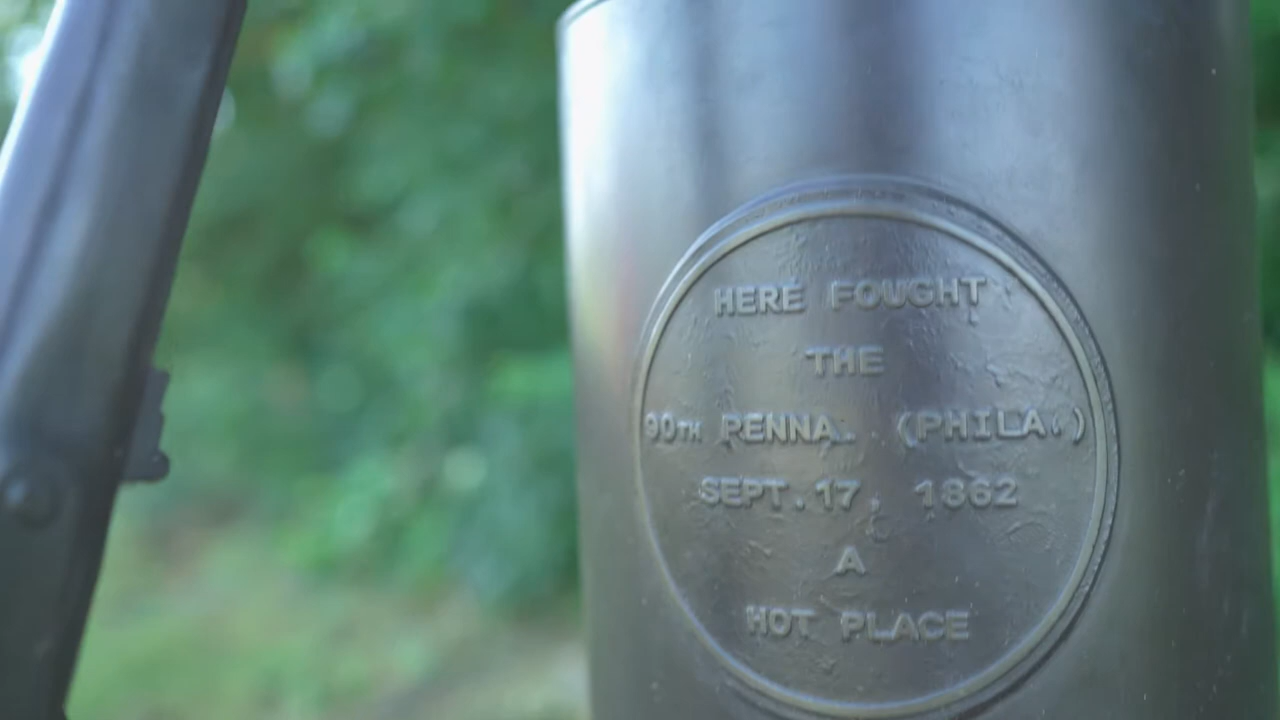 HERE FOUGHT
THE
90TH PENNA. (PHILA.)
SEPT. 17, 1862
A
HOT PLACE